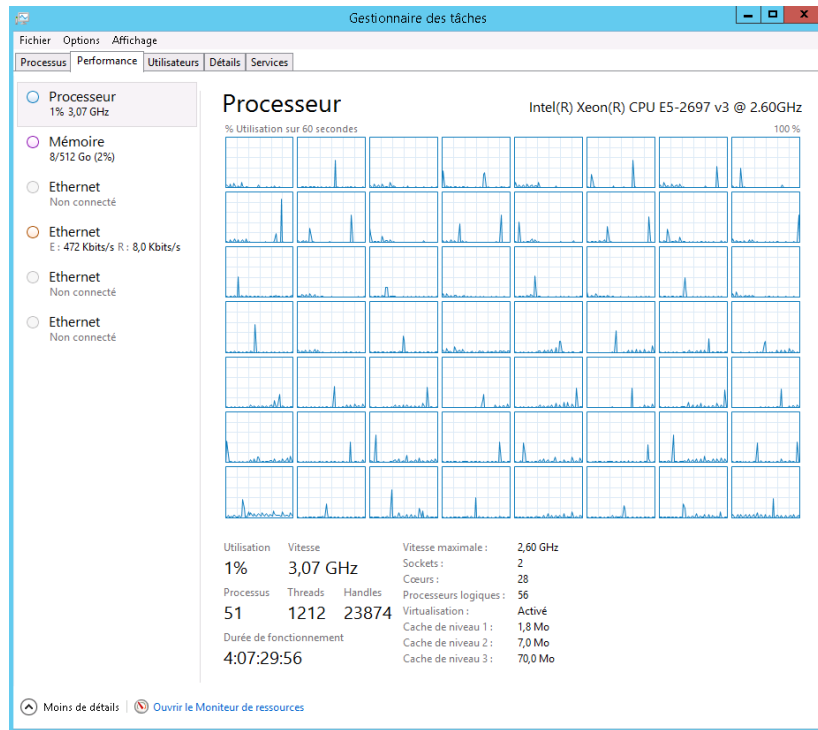 Gestionnaire des tâches
Fichier Options Affichage
Processus Performance Utilisateurs Détails Services
Processeur
1% 3,07 GHz
Mémoire
8/512 Go (2%)
Ethernet
Non connecté
Ethernet
E : 472 Kbits/s R : 8,0 Kbits/s
Ethernet
Non connecté
Ethernet
Non connecté
Processeur Intel(R) Xeon(R) CPU E5-2697 v3 @ 2.60GHz
% Utilisation sur 60 secondes 100 %
Utilisation Vitesse
1% 3,07 GHz
Processus Threads Handles
51 1212 23874
Durée de fonctionnement
4:07:29:56
Vitesse maximale : 2,60 GHz
Sockets : 2
Cœurs : 28
Processeurs logiques : 56
Virtualisation : Activé
Cache de niveau 1 : 1,8 Mo
Cache de niveau 2 : 7,0 Mo
Cache de niveau 3 : 70,0 Mo
Moins de détails Ouvrir le Moniteur de ressources